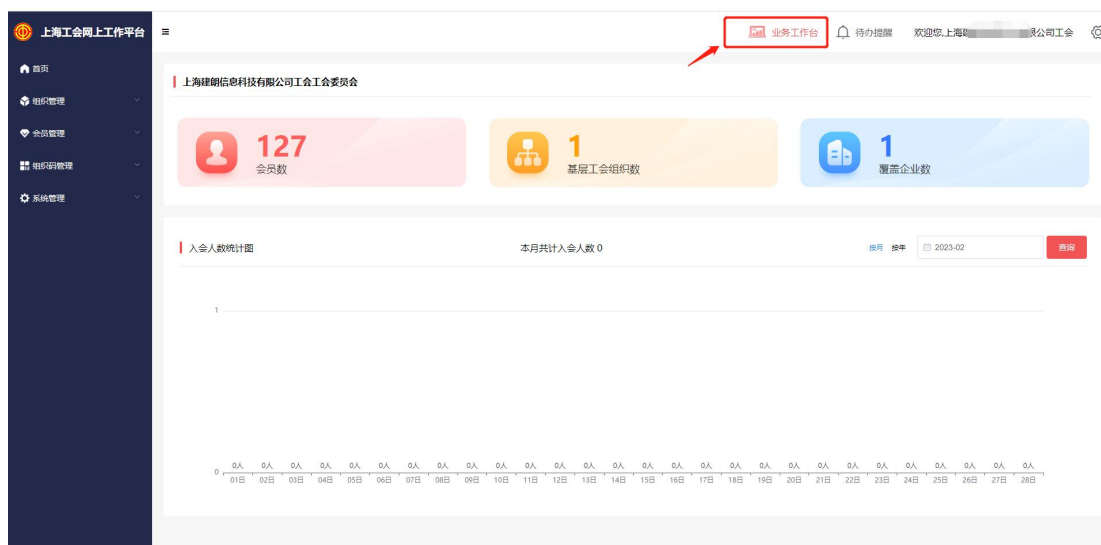 上海工会网上工作平台
业务工作台
待办提醒
欢迎您,上海 限公司工会
首页
组织管理
会员管理
组织码管理
系统管理
上海建朗信息科技有限公司工会工会委员会
127
会员数
1
基层工会组织数
1
覆盖企业数
入会人数统计图
本月共计入会人数 0
按月 按年
2023-02
查询
1
0
0人 0人 0人 0人 0人 0人 0人 0人 0人 0人 0人 0人 0人 0人 0人 0人 0人 0人 0人 0人 0人 0人 0人 0人 0人 0人 0人 0人
01日 02日 03日 04日 05日 06日 07日 08日 09日 10日 11日 12日 13日 14日 15日 16日 17日 18日 19日 20日 21日 22日 23日 24日 25日 26日 27日 28日